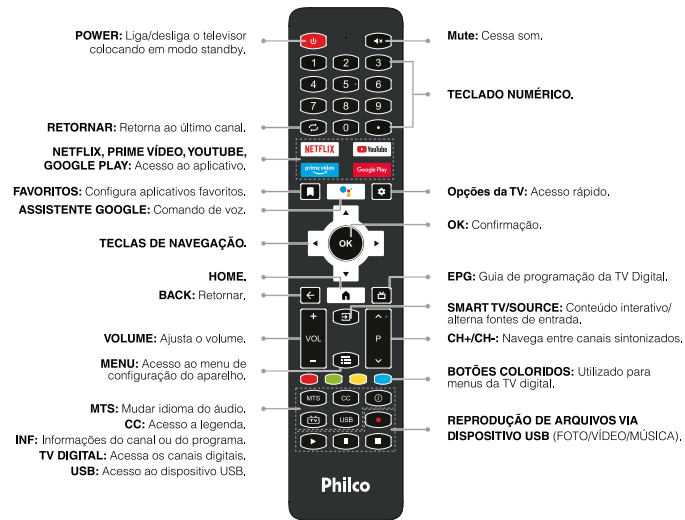 POWER: Liga/desliga o televisor
colocando em modo standby.
Mute: Cessa som.
1 2 3
4 5 6
7 8 9
0
TECLADO NUMÉRICO.
RETORNAR: Retorna ao último canal.
NETFLIX YouTube
prime video Google Play
NETFLIX, PRIME VÍDEO, YOUTUBE,
GOOGLE PLAY: Acesso ao aplicativo.
FAVORITOS: Configura aplicativos favoritos.
Opções da TV: Acesso rápido.
ASSISTENTE GOOGLE: Comando de voz.
OK: Confirmação.
TECLAS DE NAVEGAÇÃO.
OK
HOME.
EPG: Guia de programação da TV Digital.
BACK: Retornar.
SMART TV/SOURCE: Conteúdo interativo/
alterna fontes de entrada.
+
VOL
–
P
VOLUME: Ajusta o volume.
CH+/CH-: Navega entre canais sintonizados.
MENU: Acesso ao menu de
configuração do aparelho.
BOTÕES COLORIDOS: Utilizado para
menus da TV digital.
MTS CC
USB
MTS: Mudar idioma do áudio.
CC: Acesso a legenda.
INF: Informações do canal ou do programa.
TV DIGITAL: Acessa os canais digitais.
USB: Acesso ao dispositivo USB.
REPRODUÇÃO DE ARQUIVOS VIA
DISPOSITIVO USB (FOTO/VÍDEO/MÚSICA).
Philco